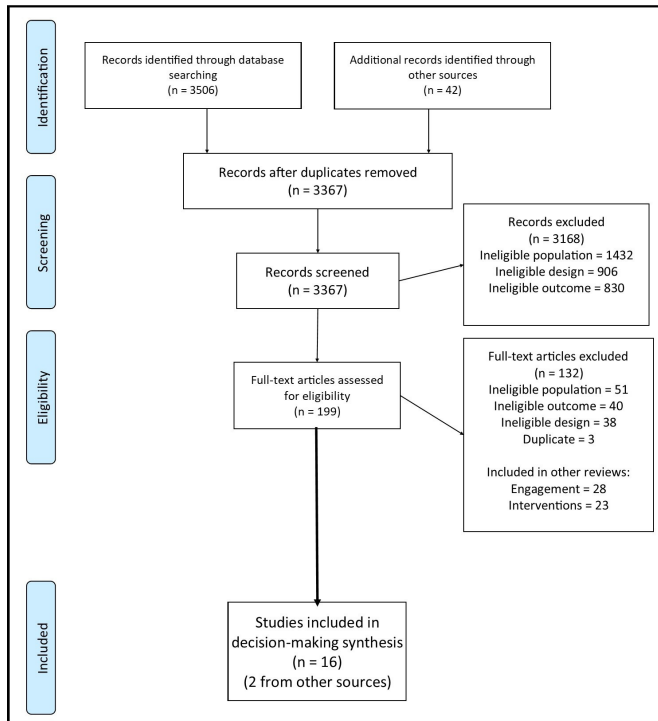 Identification
Records identified through database
searching
(n = 3506)
Additional records identified through
other sources
(n = 42)
Records after duplicates removed
(n = 3367)
Screening
Records screened
(n = 3367)
Records excluded
(n = 3168)
Ineligible population = 1432
Ineligible design = 906
Ineligible outcome = 830
Eligibility
Full-text articles assessed
for eligibility
(n = 199)
Full-text articles excluded
(n = 132)
Ineligible population = 51
Ineligible outcome = 40
Ineligible design = 38
Duplicate = 3
Included in other reviews:
Engagement = 28
Interventions = 23
Included
Studies included in
decision-making synthesis
(n = 16)
(2 from other sources)